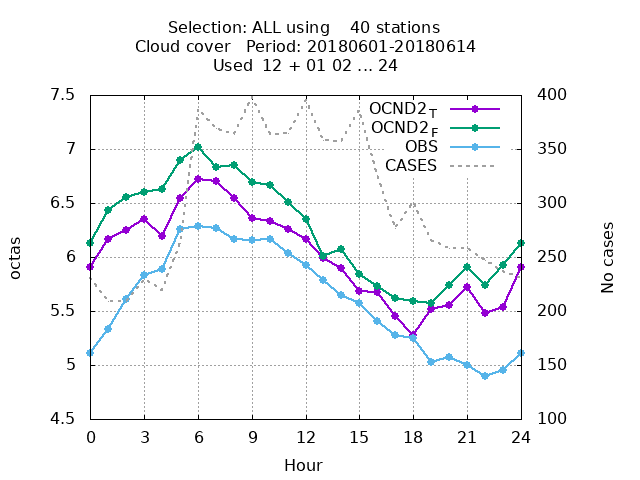 Selection: ALL using    40 stations
Cloud cover   Period: 20180601-20180614
Used  12 + 01 02 ... 24
7.5 400
OCND2 T
OCND2 F
7 OBS 350
CASES
6.5 300
octas 6 250 No cases
5.5 200
5 150
4.5 100
0 3 6 9 12 15 18 21 24
Hour